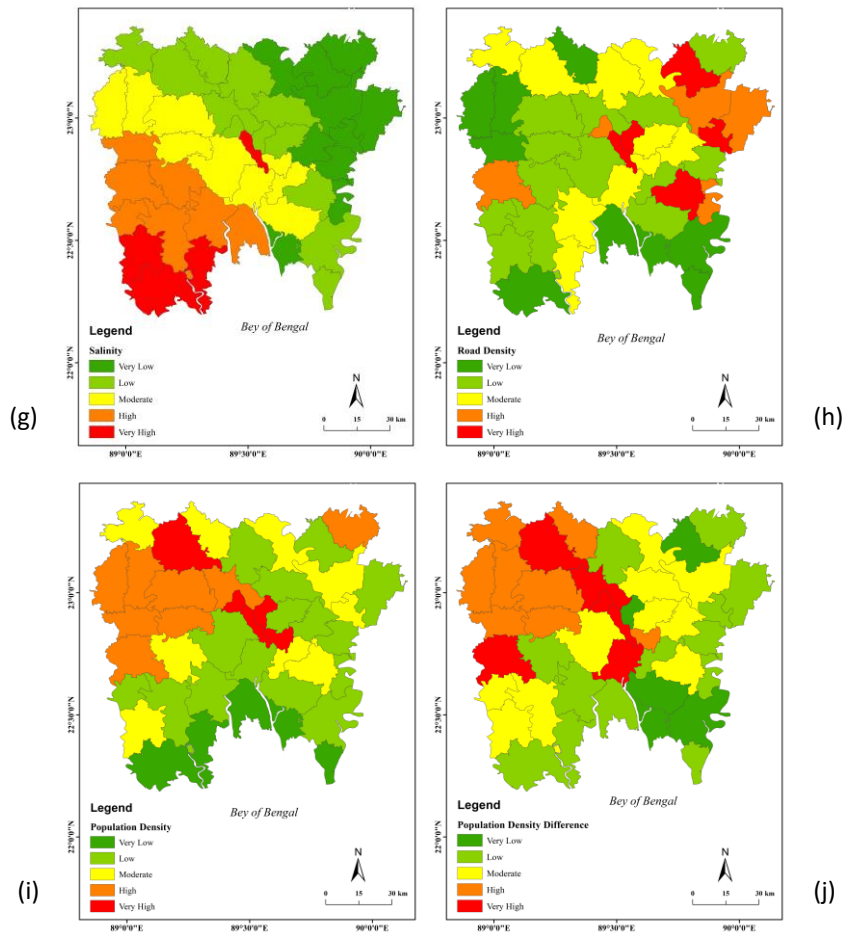 (g)
23°0'0"N
22°30'0"N
22°0'0"N
Bey of Bengal
Legend
Salinity
Very Low
Low
Moderate
High
Very High
N
0 15 30 km
89°0'0"E 89°30'0"E 90°0'0"E
(h)
23°0'0"N
22°30'0"N
22°0'0"N
Bey of Bengal
Legend
Road Density
Very Low
Low
Moderate
High
Very High
N
0 15 30 km
89°0'0"E 89°30'0"E 90°0'0"E
(i)
23°0'0"N
22°30'0"N
22°0'0"N
Bey of Bengal
Legend
Population Density
Very Low
Low
Moderate
High
Very High
N
0 15 30 km
89°0'0"E 89°30'0"E 90°0'0"E
(j)
23°0'0"N
22°30'0"N
22°0'0"N
Bey of Bengal
Legend
Population Density Difference
Very Low
Low
Moderate
High
Very High
N
0 15 30 km
89°0'0"E 89°30'0"E 90°0'0"E